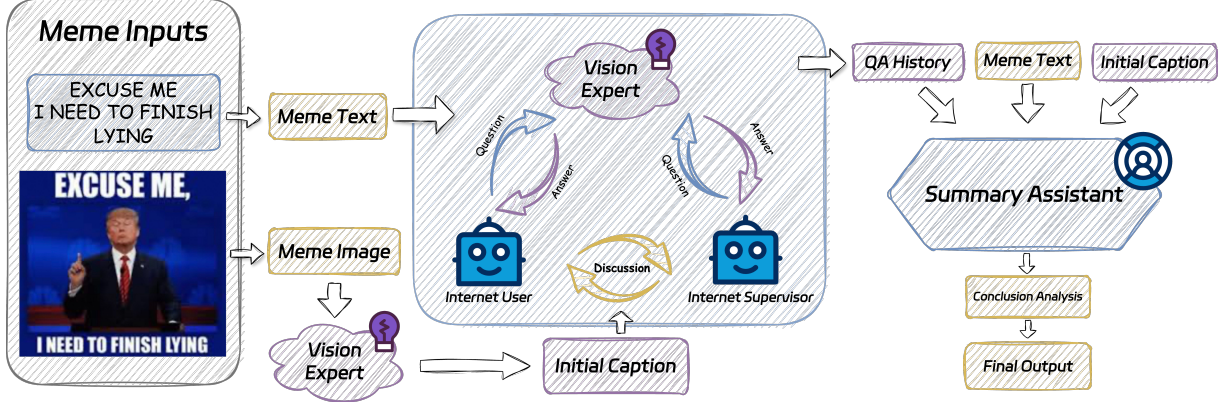 Meme Inputs
EXCUSE ME
I NEED TO FINISH
LYING
EXCUSE ME,
I NEED TO FINISH LYING
Meme Text
Meme Image
Vision
Expert
Initial Caption
Vision
Expert
Question
Answer
Question
Answer
Discussion
Internet User
Internet Supervisor
QA History
Meme Text
Initial Caption
Summary Assistant
Conclusion Analysis
Final Output